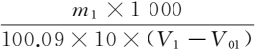 m₁ × 1 000
100.09 × 10 × (V₁ − V₀₁)